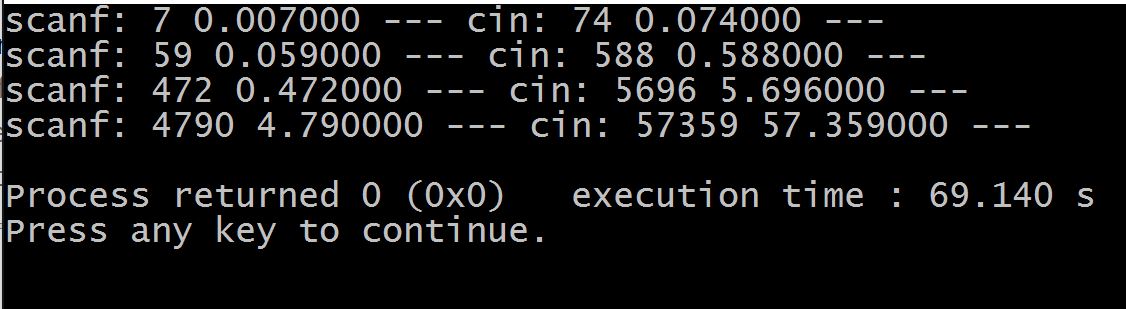 scanf: 7 0.007000 --- cin: 74 0.074000 ---
scanf: 59 0.059000 --- cin: 588 0.588000 ---
scanf: 472 0.472000 --- cin: 5696 5.696000 ---
scanf: 4790 4.790000 --- cin: 57359 57.359000 ---
Process returned 0 (0x0)   execution time : 69.140 s
Press any key to continue.